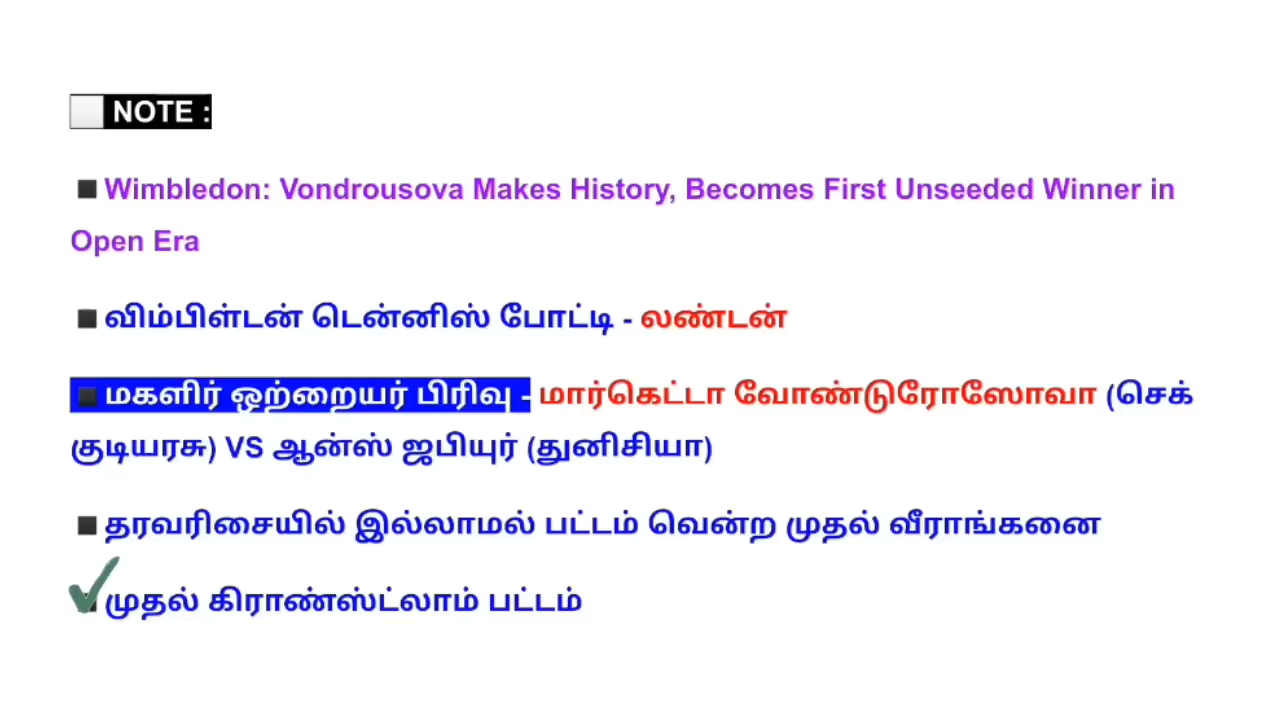 NOTE :
◾Wimbledon: Vondrousova Makes History, Becomes First Unseeded Winner in
Open Era
◾விம்பிள்டன் டென்னிஸ் போட்டி - லண்டன்
◾மகளிர் ஒற்றையர் பிரிவு - மார்கெட்டா வோண்டுரோஸோவா (செக்
குடியரசு) VS ஆன்ஸ் ஜபியுர் (துனிசியா)
◾தரவரிசையில் இல்லாமல் பட்டம் வென்ற முதல் வீராங்கனை
◾முதல் கிராண்ஸ்ட்லாம் பட்டம்